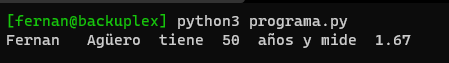 [fernan@backuplex] python3 programa.py
Fernan   Agüero  tiene  50  años y mide  1.67